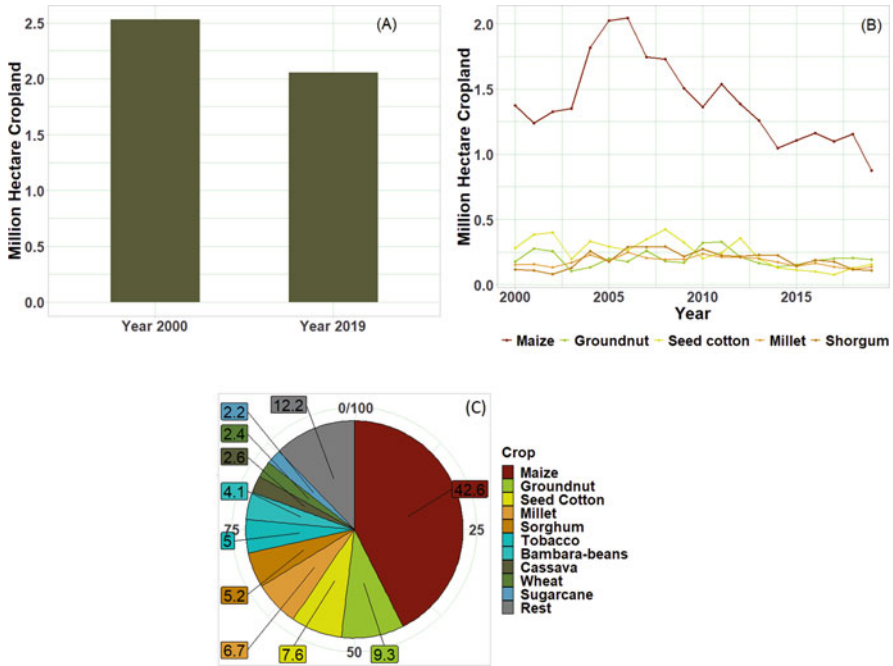 (A)
Million Hectare Cropland
2.5
2.0
1.5
1.0
0.5
0.0
Year 2000
Year 2019
(B)
Million Hectare Cropland
2.0
1.5
1.0
0.5
0.0
2000
2005
2010
2015
Year
Maize Groundnut Seed cotton Millet Shorgum
(C)
0/100
25
50
75
12.2
2.2
2.4
2.6
4.1
5
5.2
6.7
7.6
9.3
42.6
Crop
Maize
Groundnut
Seed Cotton
Millet
Sorghum
Tobacco
Bambara-beans
Cassava
Wheat
Sugarcane
Rest